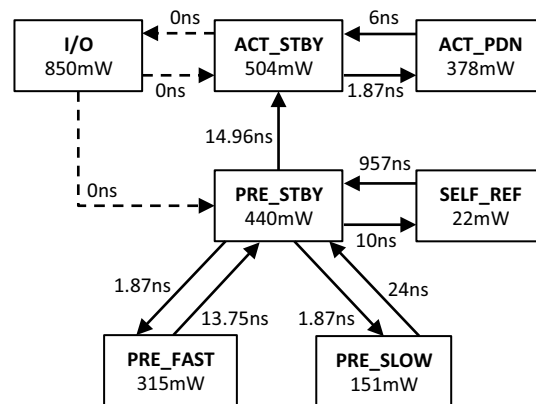 0ns
I/O
850mW
ACT_STBY
504mW
6ns
ACT_PDN
378mW
0ns
1.87ns
14.96ns
957ns
0ns
PRE_STBY
440mW
SELF_REF
22mW
10ns
1.87ns
13.75ns
1.87ns
24ns
PRE_FAST
315mW
PRE_SLOW
151mW